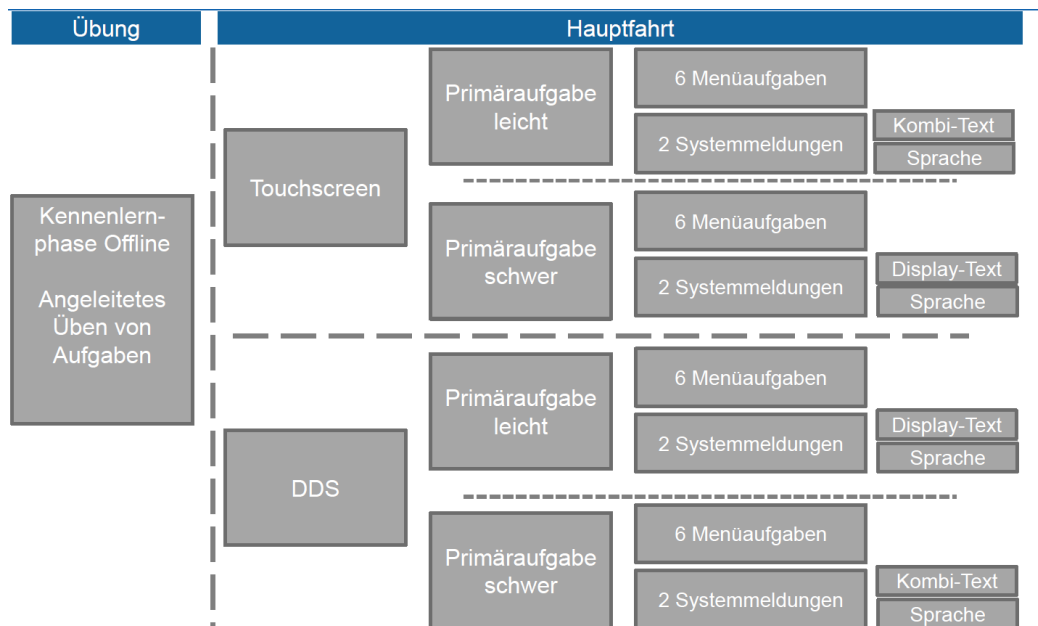 Übung
Hauptfahrt
Kennenlern-
phase Offline
Angeleitetes
Üben von
Aufgaben
Touchscreen
Primäraufgabe
leicht
6 Menüaufgaben
2 Systemmeldungen
Kombi-Text
Sprache
Primäraufgabe
schwer
6 Menüaufgaben
2 Systemmeldungen
Display-Text
Sprache
DDS
Primäraufgabe
leicht
6 Menüaufgaben
2 Systemmeldungen
Display-Text
Sprache
Primäraufgabe
schwer
6 Menüaufgaben
2 Systemmeldungen
Kombi-Text
Sprache